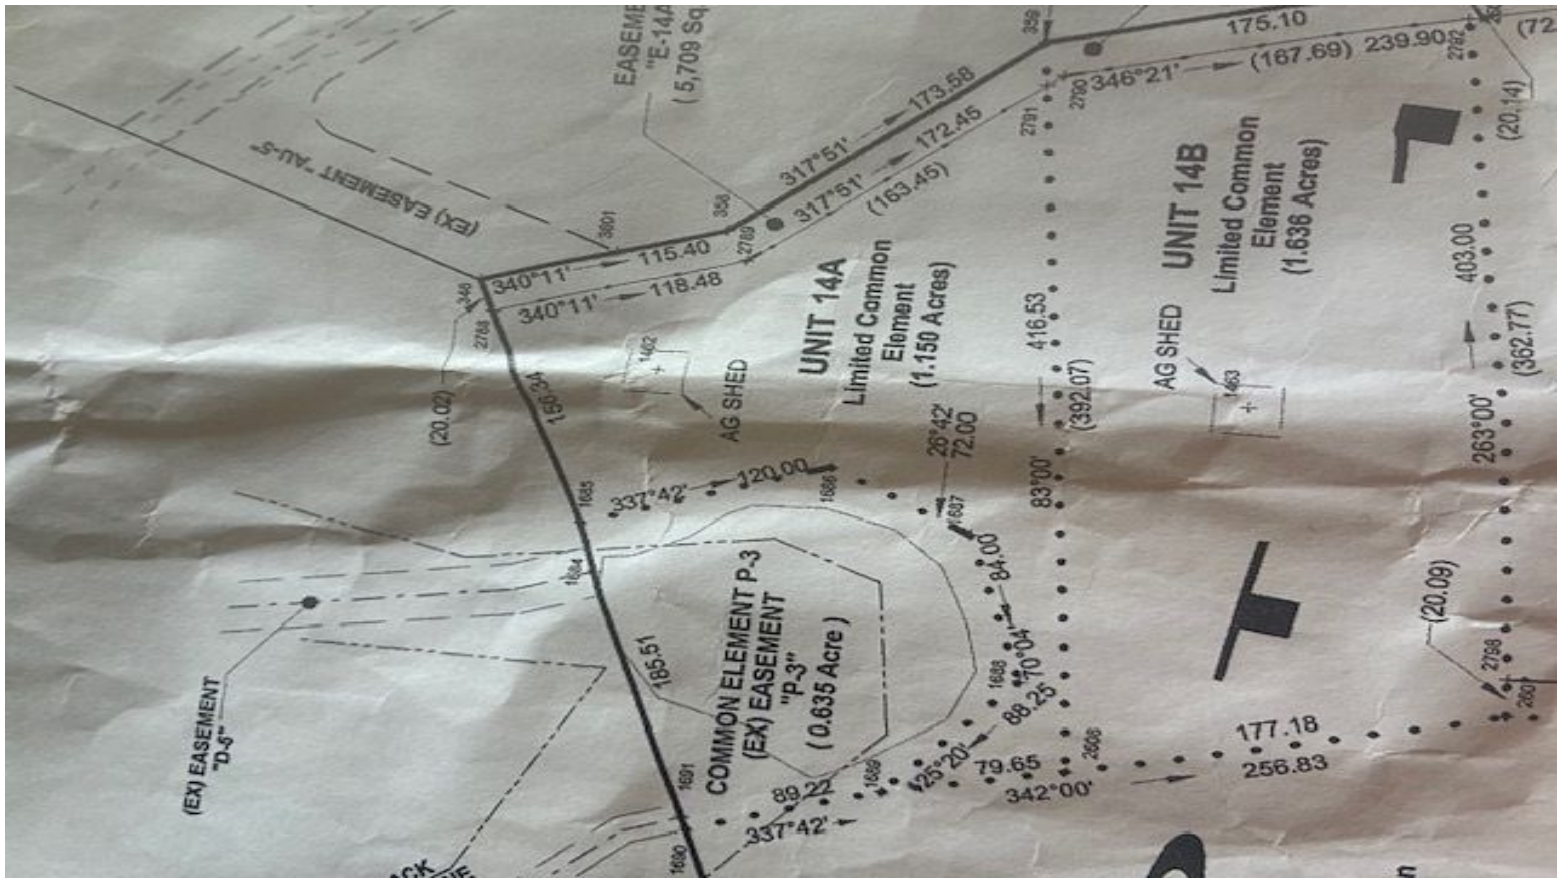 EASEME
"E-14A
( 5,709 Sq.
359
175.10
346°21'
(167.69)
239.90
2792
(72.
2790
2791
(20.14)
173.58
317°51'
172.45
317°51'
(163.45)
(EX) EASEMENT "AU-5"
3801
358
2789
115.40
340°11'
118.48
340°11'
346
2788
(20.02)
156.34
1462
AG SHED
UNIT 14A
Limited Common
Element
(1.150 Acres)
UNIT 14B
Limited Common
Element
(1.636 Acres)
AG SHED
1463
416.53
(392.07)
83°00'
403.00
(362.77)
263°00'
26°42'
72.00
1685
337°42'
120.00
1686
1687
1684
84.00
70°04'
1688
88.25
25°20'
1689
185.51
COMMON ELEMENT P-3
(EX) EASEMENT
"P-3"
( 0.635 Acre )
(EX) EASEMENT
"D-6"
1691
1690
89.22
337°42'
79.65
342°00'
2608
177.18
256.83
(20.09)
2798
260
ACK
NE
n